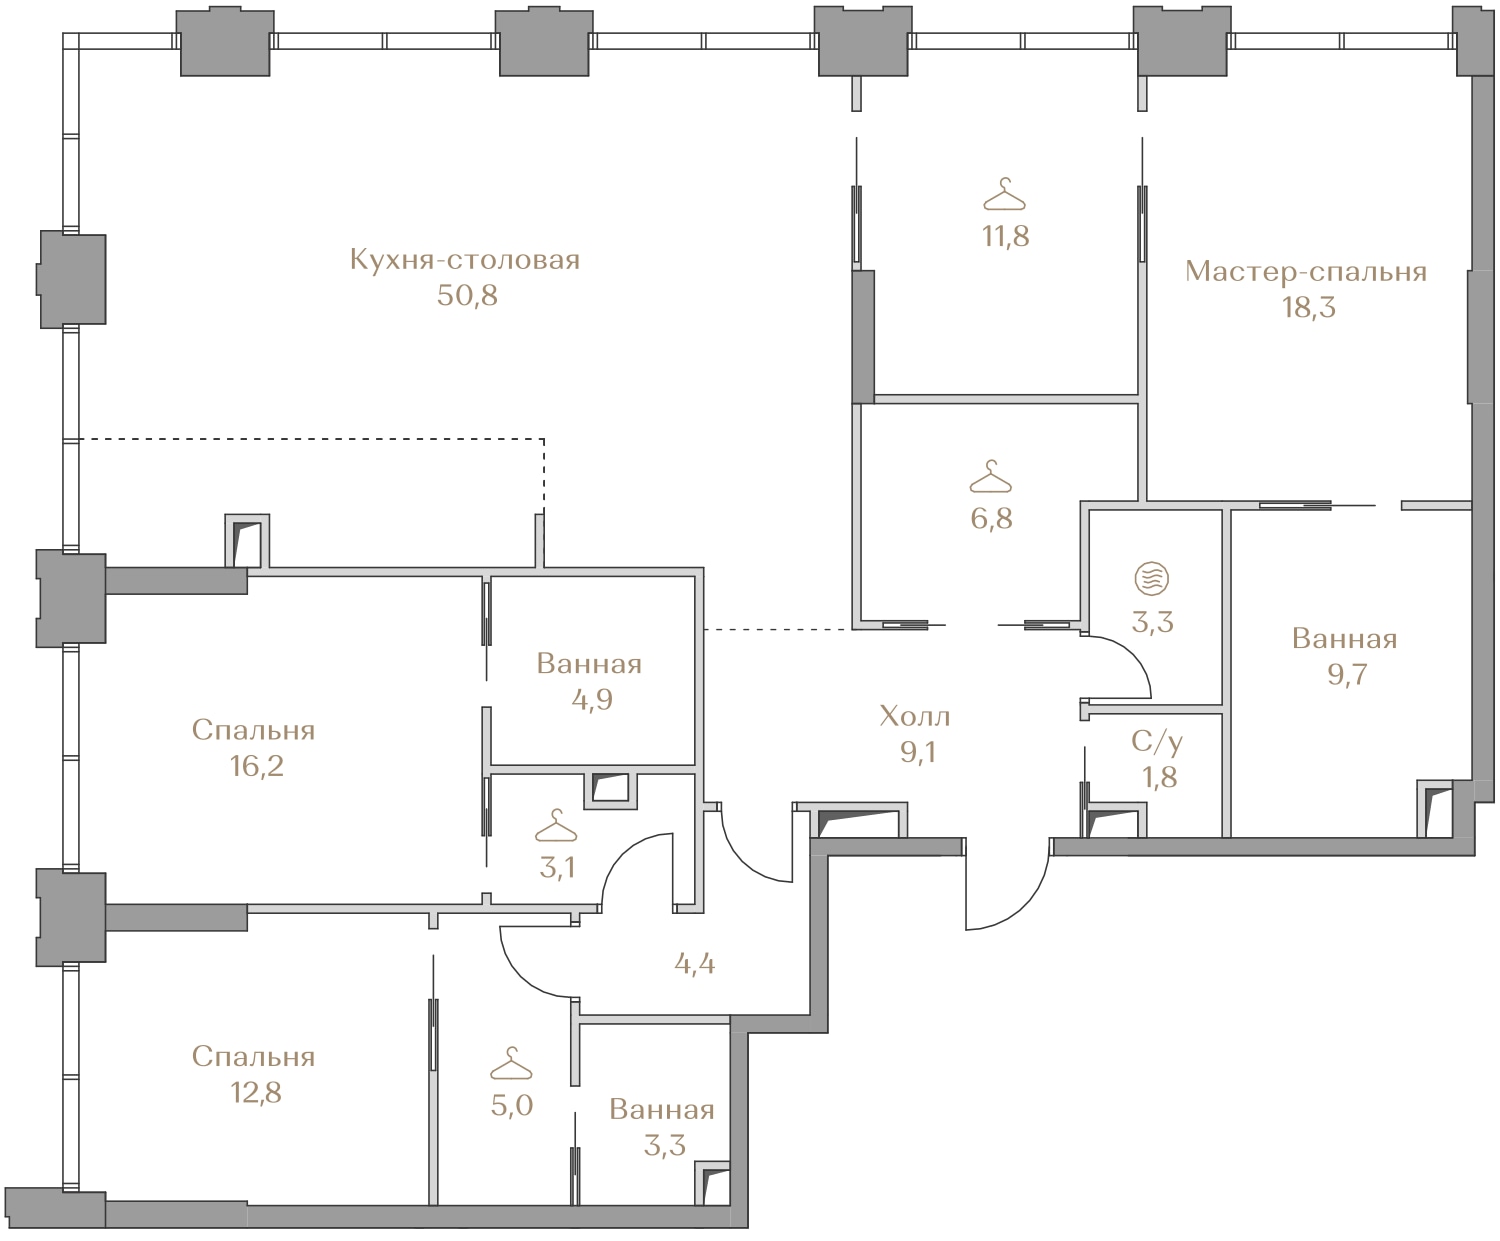 11,8
Кухня-столовая
50,8
Мастер-спальня
18,3
6,8
3,3
Ванная
9,7
Ванная
4,9
Холл
9,1
Спальня
16,2
С/у
1,8
3,1
4,4
Спальня
12,8
5,0
Ванная
3,3